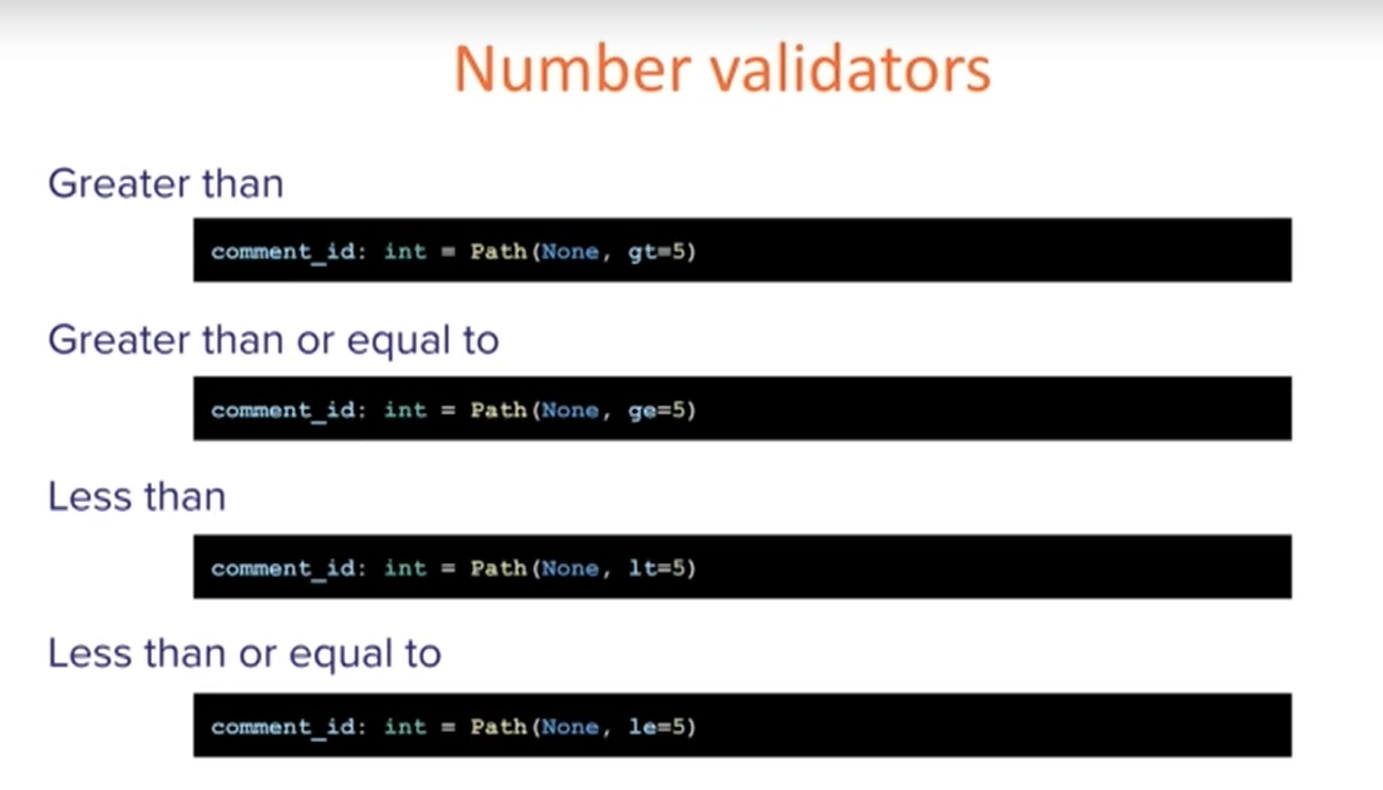 Number validators
Greater than
comment_id: int = Path(None, gt=5)
Greater than or equal to
comment_id: int = Path(None, ge=5)
Less than
comment_id: int = Path(None, lt=5)
Less than or equal to
comment_id: int = Path(None, le=5)